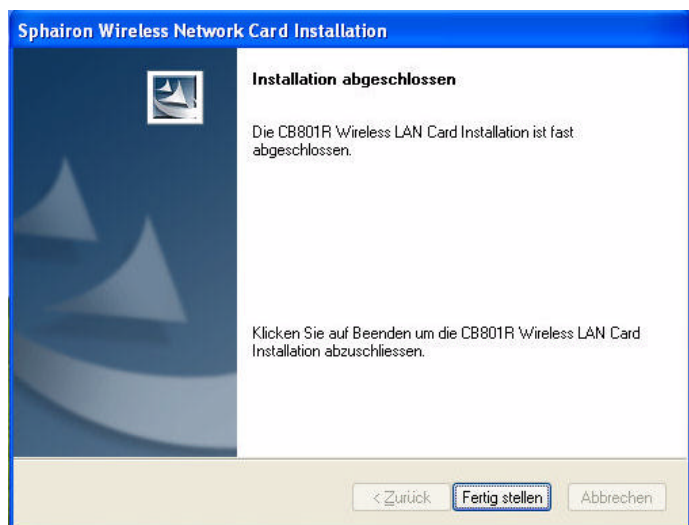 Sphairon Wireless Network Card Installation
Installation abgeschlossen
Die CB801R Wireless LAN Card Installation ist fast
abgeschlossen.
Klicken Sie auf Beenden um die CB801R Wireless LAN Card
Installation abzuschliessen.
< Zurück
Fertig stellen
Abbrechen